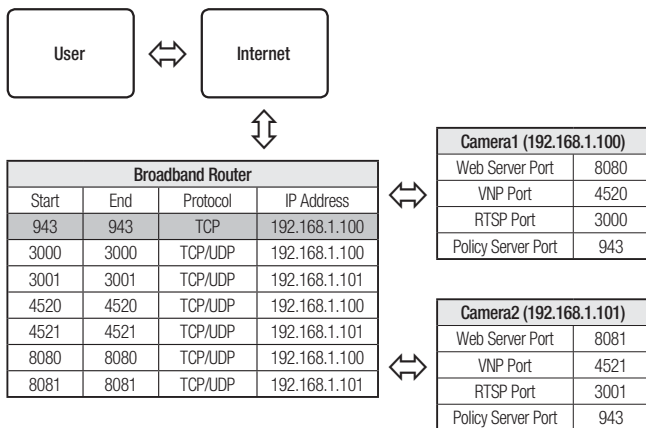 User
Internet
Broadband Router
Start End Protocol IP Address
943 943 TCP 192.168.1.100
3000 3000 TCP/UDP 192.168.1.100
3001 3001 TCP/UDP 192.168.1.101
4520 4520 TCP/UDP 192.168.1.100
4521 4521 TCP/UDP 192.168.1.101
8080 8080 TCP/UDP 192.168.1.100
8081 8081 TCP/UDP 192.168.1.101
Camera1 (192.168.1.100)
Web Server Port 8080
VNP Port 4520
RTSP Port 3000
Policy Server Port 943
Camera2 (192.168.1.101)
Web Server Port 8081
VNP Port 4521
RTSP Port 3001
Policy Server Port 943